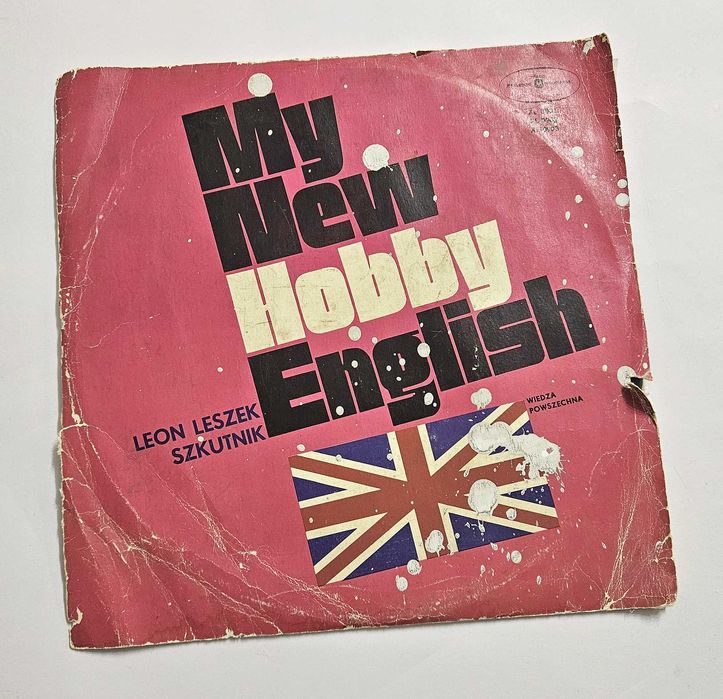 My
New
Hobby
English
LEON LESZEK
SZKUTNIK
WIEDZA
POWSZECHNA